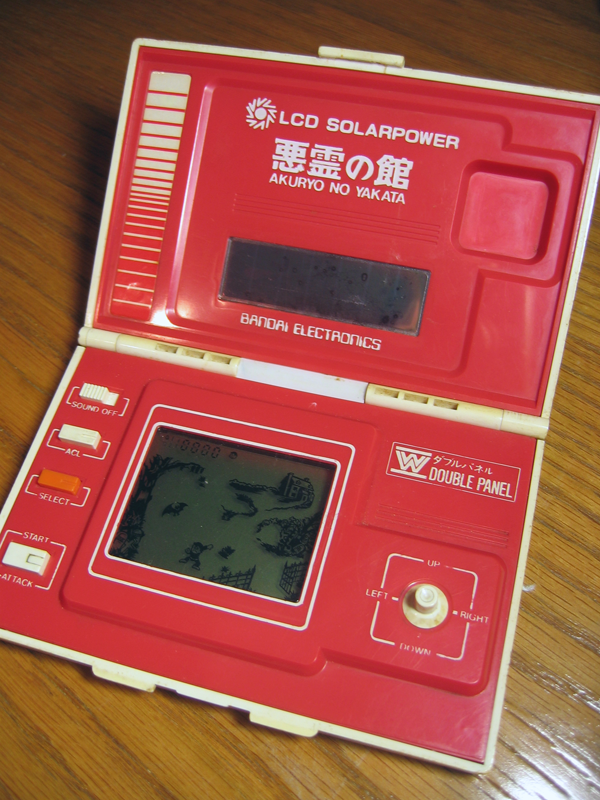 LCD SOLARPOWER
悪霊の館
AKURYO NO YAKATA
BANDAI ELECTRONICS
SOUND OFF
ACL
SELECT
START
ATTACK
W
ダブルパネル
DOUBLE PANEL
UP
LEFT
RIGHT
DOWN